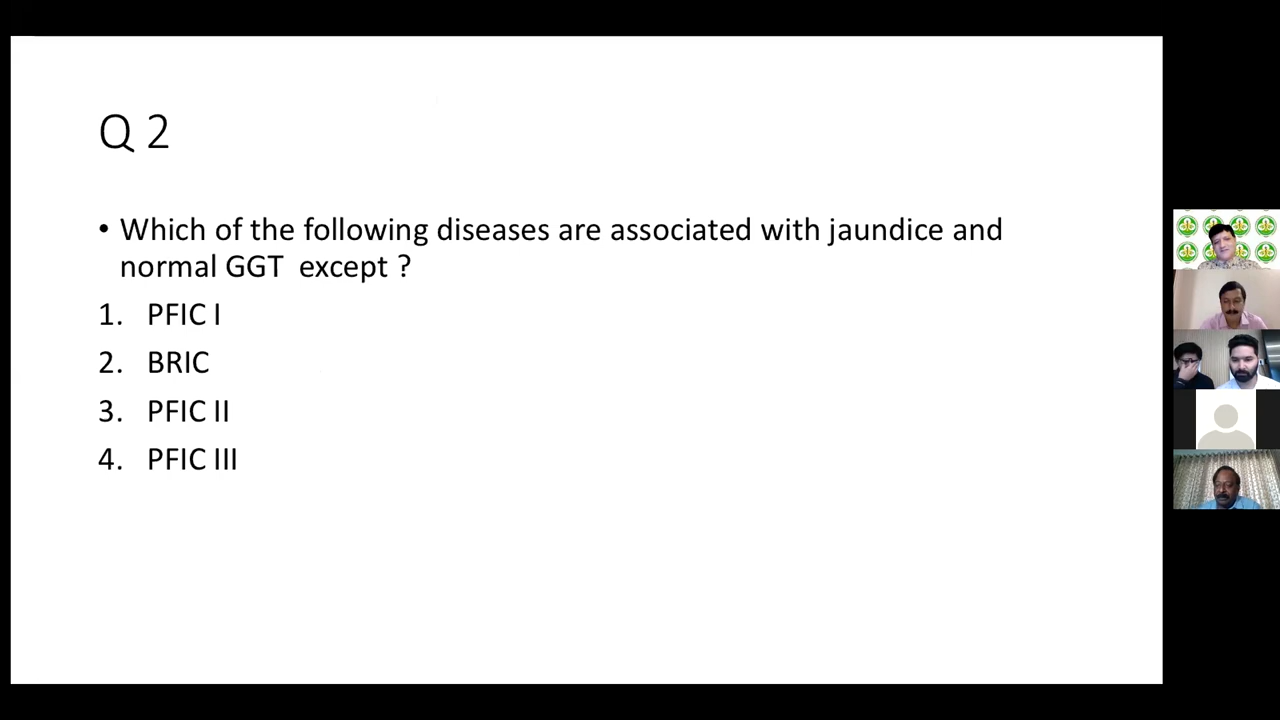 Q 2
• Which of the following diseases are associated with jaundice and
normal GGT except ?
1. PFIC I
2. BRIC
3. PFIC II
4. PFIC III